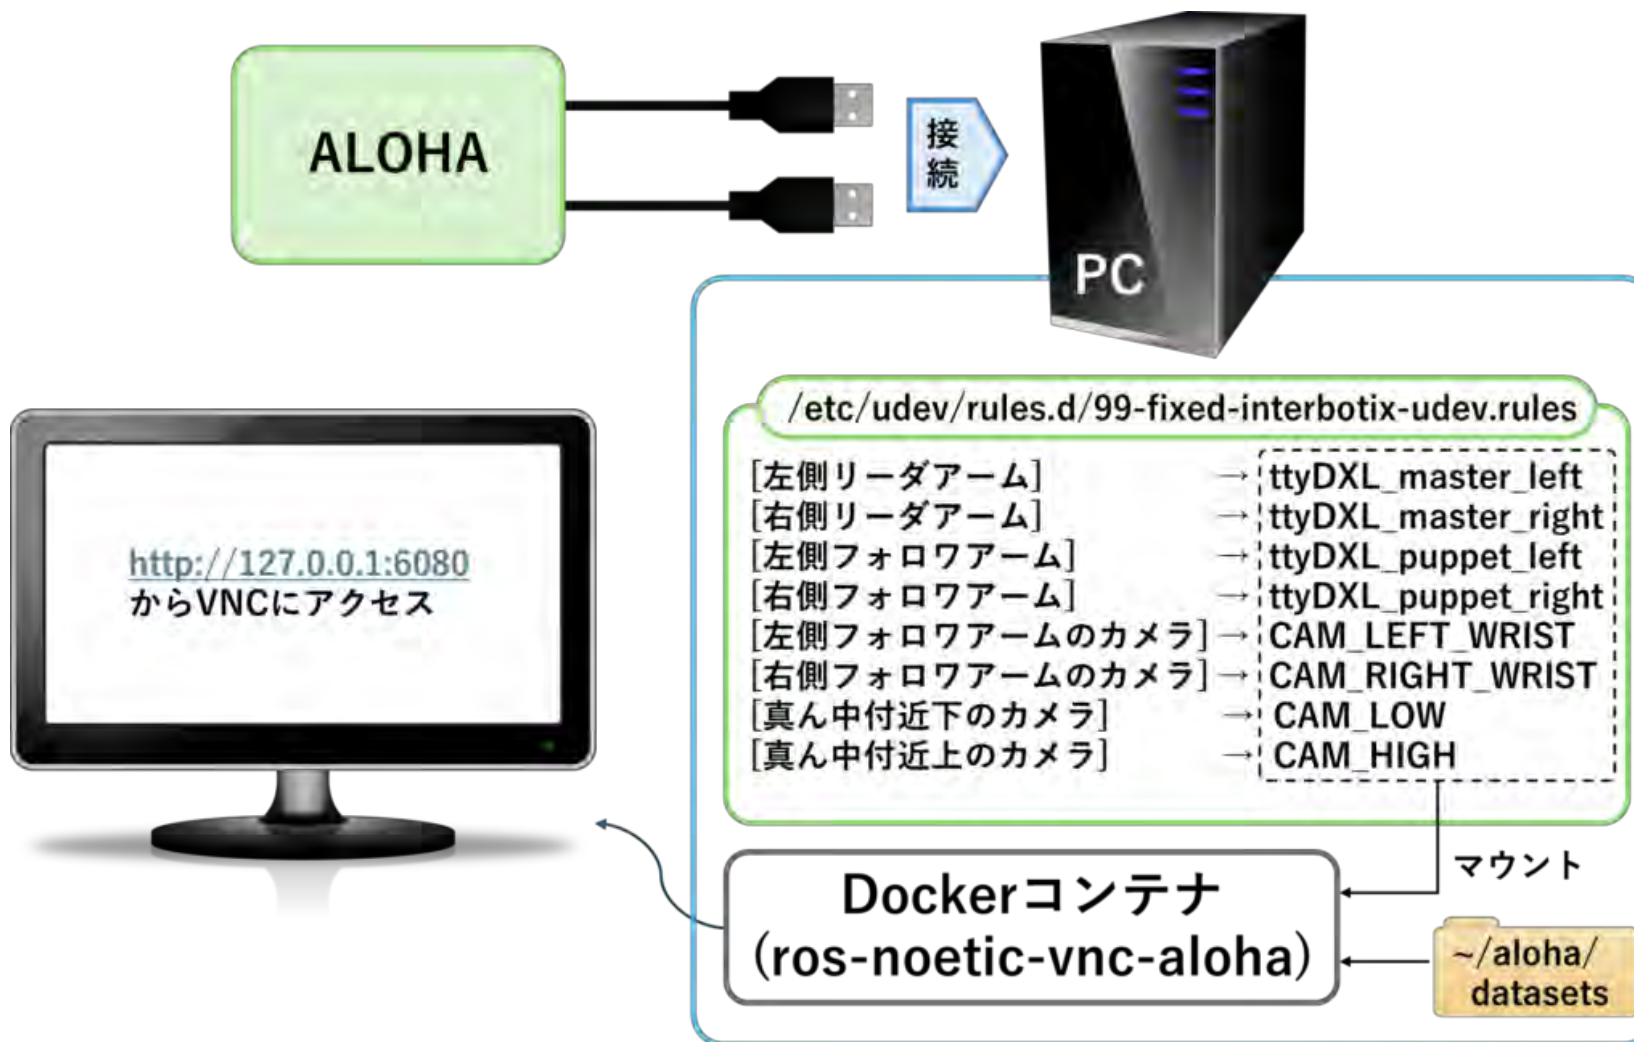 ALOHA
接
続
PC
/etc/udev/rules.d/99-fixed-interbotix-udev.rules
[左側リーダアーム] → ttyDXL_master_left
[右側リーダアーム] → ttyDXL_master_right
[左側フォロワアーム] → ttyDXL_puppet_left
[右側フォロワアーム] → ttyDXL_puppet_right
[左側フォロワアームのカメラ] → CAM_LEFT_WRIST
[右側フォロワアームのカメラ] → CAM_RIGHT_WRIST
[真ん中付近下のカメラ] → CAM_LOW
[真ん中付近上のカメラ] → CAM_HIGH
http://127.0.0.1:6080
からVNCにアクセス
マウント
Dockerコンテナ
(ros-noetic-vnc-aloha)
~/aloha/
datasets